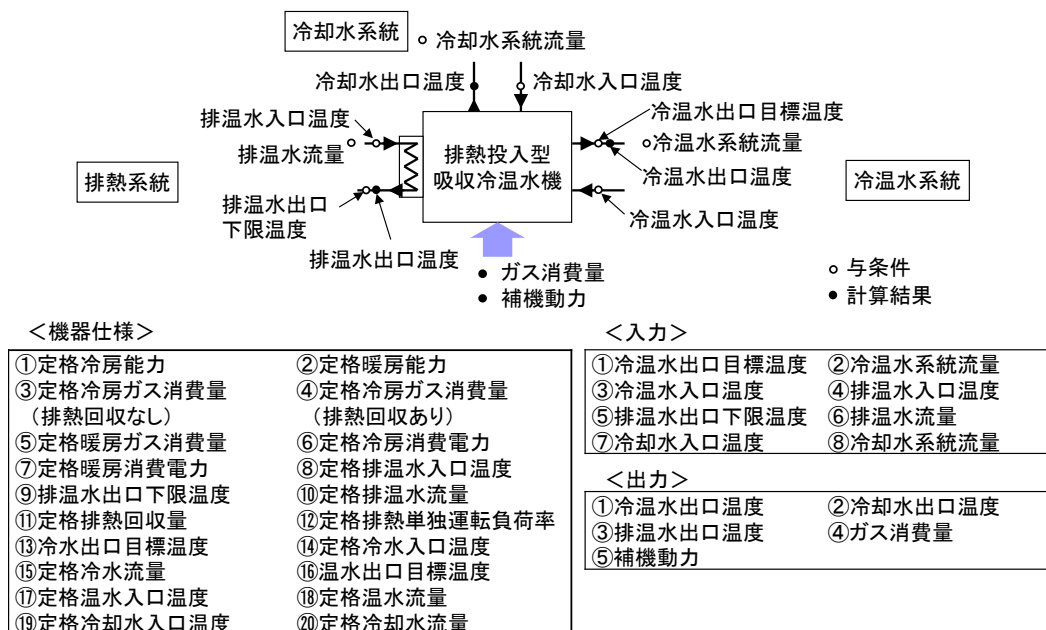 冷却水系統
冷却水系統流量
冷却水出口温度
冷却水入口温度
排温水入口温度
冷温水出口目標温度
排温水流量
冷温水系統流量
排熱投入型
吸収冷温水機
排熱系統
冷温水出口温度
冷温水系統
排温水出口
下限温度
冷温水入口温度
排温水出口温度
● ガス消費量
● 補機動力
○ 与条件
● 計算結果
＜機器仕様＞
①定格冷房能力 ②定格暖房能力
③定格冷房ガス消費量 ④定格冷房ガス消費量
（排熱回収なし） （排熱回収あり）
⑤定格暖房ガス消費量 ⑥定格冷房消費電力
⑦定格暖房消費電力 ⑧定格排温水入口温度
⑨排温水出口下限温度 ⑩定格排温水流量
⑪定格排熱回収量 ⑫定格排熱単独運転負荷率
⑬冷水出口目標温度 ⑭定格冷水入口温度
⑮定格冷水流量 ⑯温水出口目標温度
⑰定格温水入口温度 ⑱定格温水流量
⑲定格冷却水入口温度 ⑳定格冷却水流量
＜入力＞
①冷温水出口目標温度 ②冷温水系統流量
③冷温水入口温度 ④排温水入口温度
⑤排温水出口下限温度 ⑥排温水流量
⑦冷却水入口温度 ⑧冷却水系統流量
＜出力＞
①冷温水出口温度 ②冷却水出口温度
③排温水出口温度 ④ガス消費量
⑤補機動力